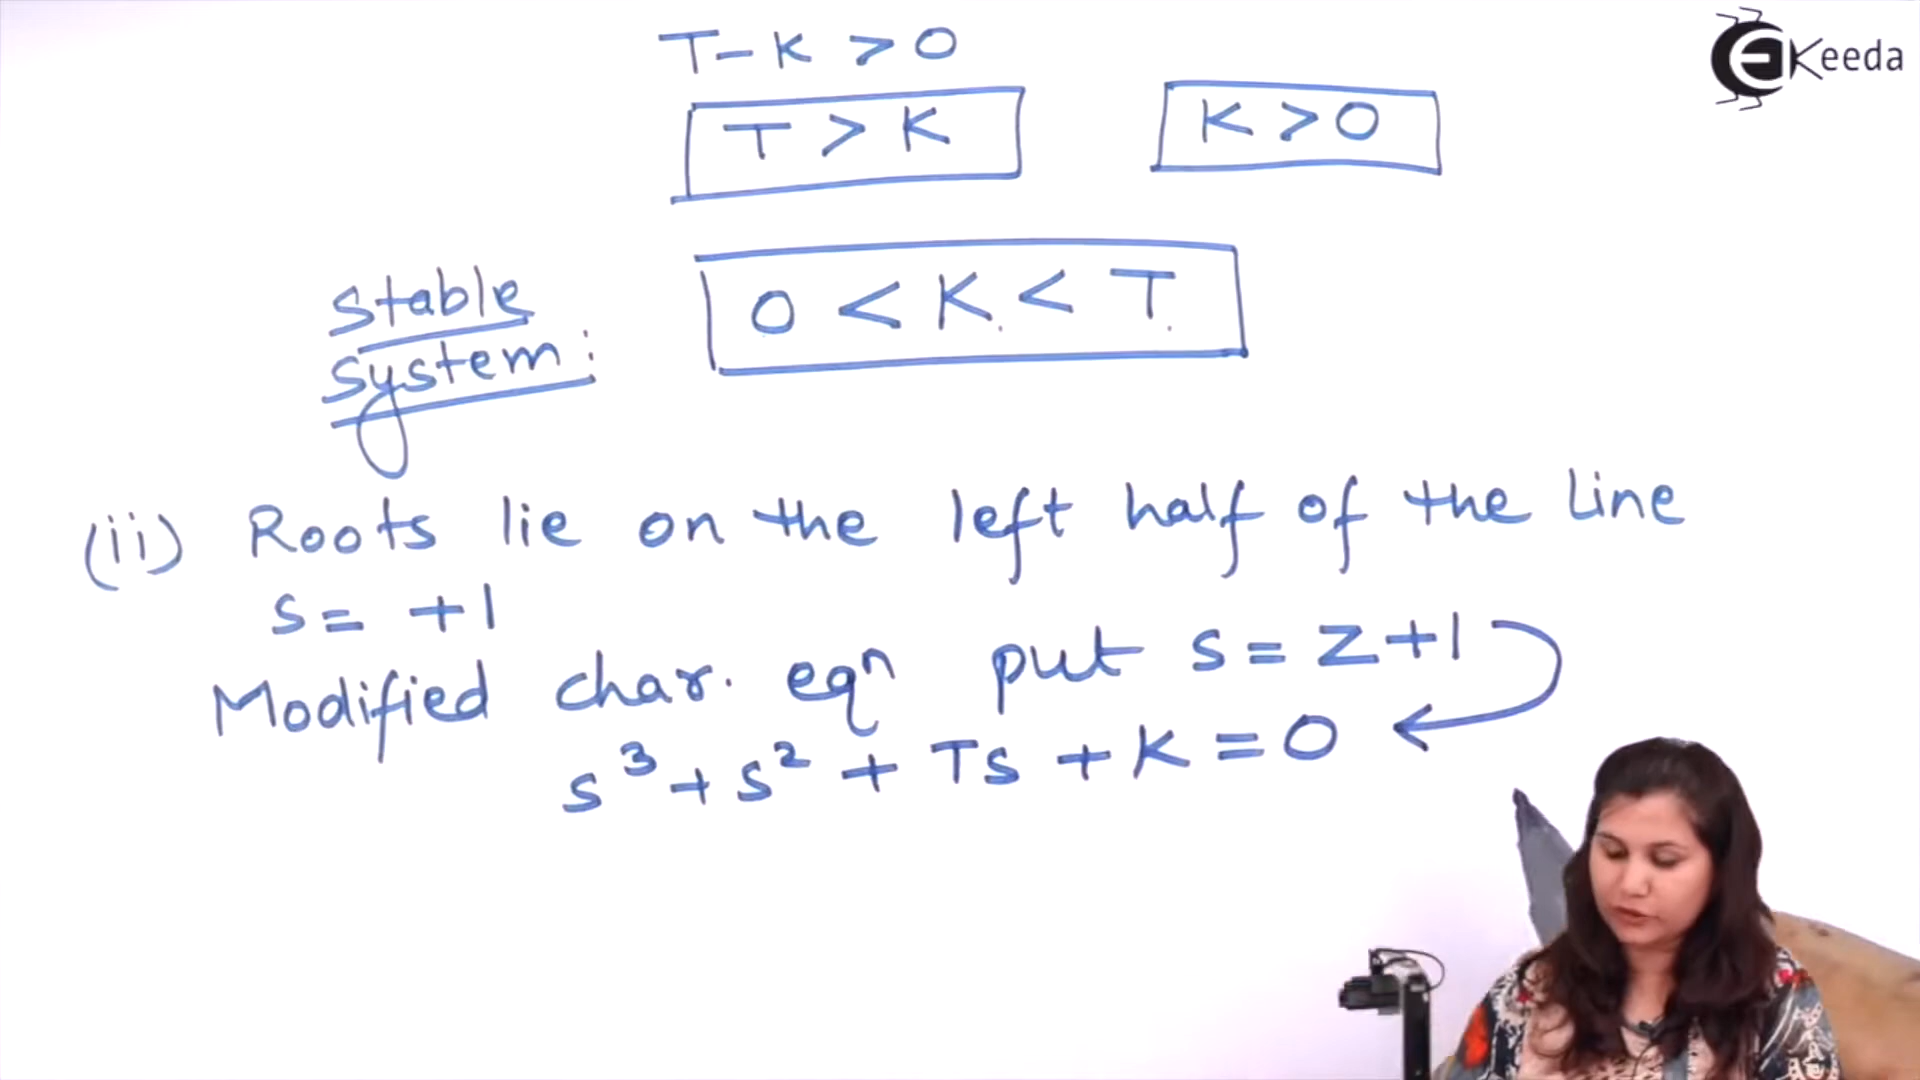 T-K > 0
T > K K > 0
Keeda
Stable
System:
0 < K < T
(ii) Roots lie on the left half of the line
s = +1
Modified char. eqⁿ put s = z+1
s³ + s² + Ts + K = 0